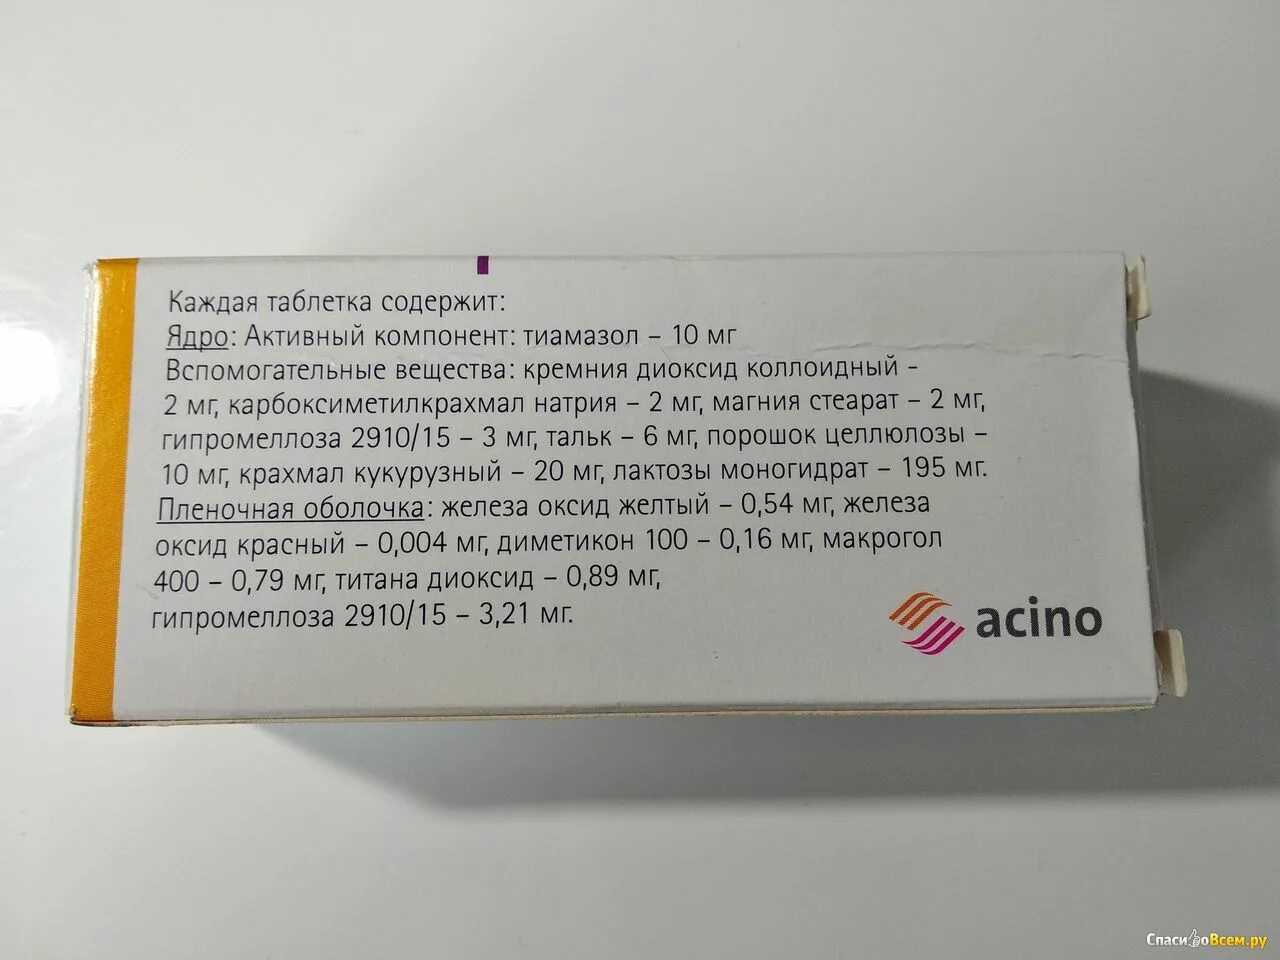 Каждая таблетка содержит:
Ядро: Активный компонент: тиамазол – 10 мг
Вспомогательные вещества: кремния диоксид коллоидный -
2 мг, карбоксиметилкрахмал натрия – 2 мг, магния стеарат – 2 мг,
гипромеллоза 2910/15 – 3 мг, тальк – 6 мг, порошок целлюлозы –
10 мг, крахмал кукурузный – 20 мг, лактозы моногидрат – 195 мг.
Пленочная оболочка: железа оксид желтый – 0,54 мг, железа
оксид красный – 0,004 мг, диметикон 100 – 0,16 мг, макрогол
400 – 0,79 мг, титана диоксид – 0,89 мг,
гипромеллоза 2910/15 – 3,21 мг.
acino
СпасибоВсем.ру